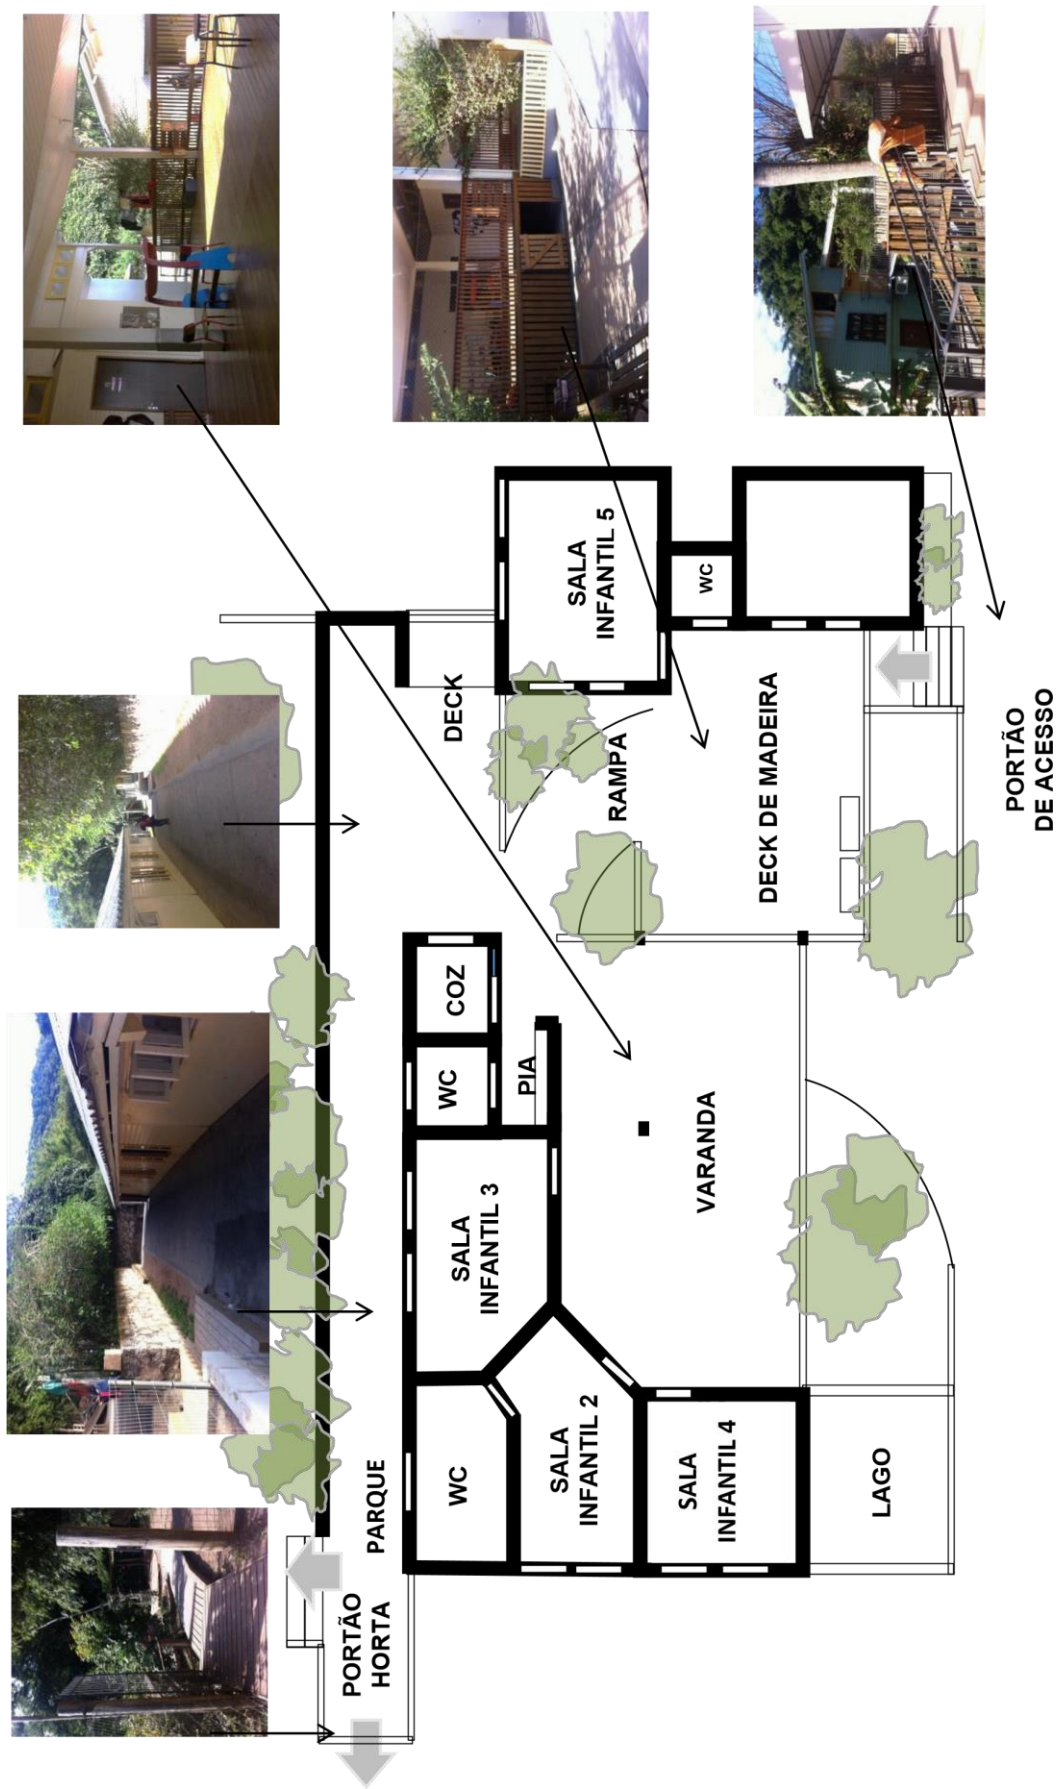 PORTÃO
HORTA
PARQUE
WC
SALA
INFANTIL 3
WC
COZ
DECK
PIA
SALA
INFANTIL 2
SALA
INFANTIL 5
RAMPA
SALA
INFANTIL 4
VARANDA
WC
DECK DE MADEIRA
LAGO
PORTÃO
DE ACESSO